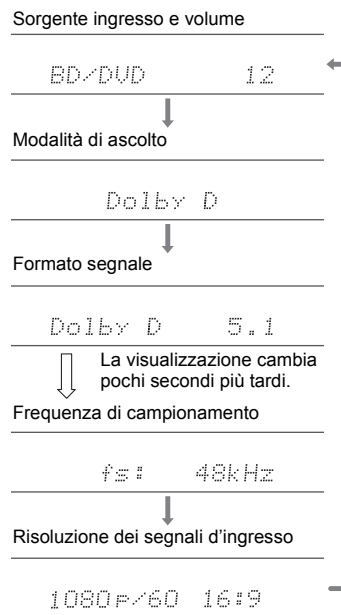 Sorgente ingresso e volume
BD/DVD 12
Modalità di ascolto
Dolby D
Formato segnale
Dolby D 5.1
La visualizzazione cambia
pochi secondi più tardi.
Frequenza di campionamento
fs: 48kHz
Risoluzione dei segnali d'ingresso
1080p/60 16:9